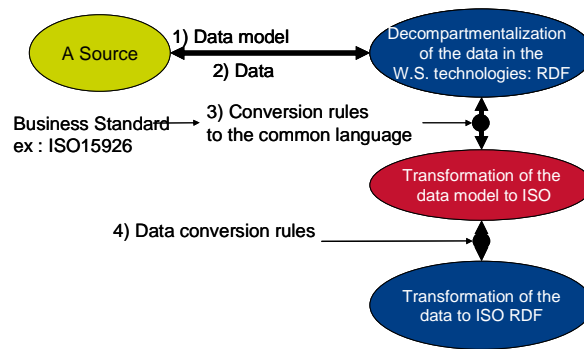 1) Data model
A Source
2) Data
Decompartmentalization
of the data in the
W.S. technologies: RDF
Business Standard
ex : ISO15926
3) Conversion rules
to the common language
Transformation of the
data model to ISO
4) Data conversion rules
Transformation of the
data to ISO RDF